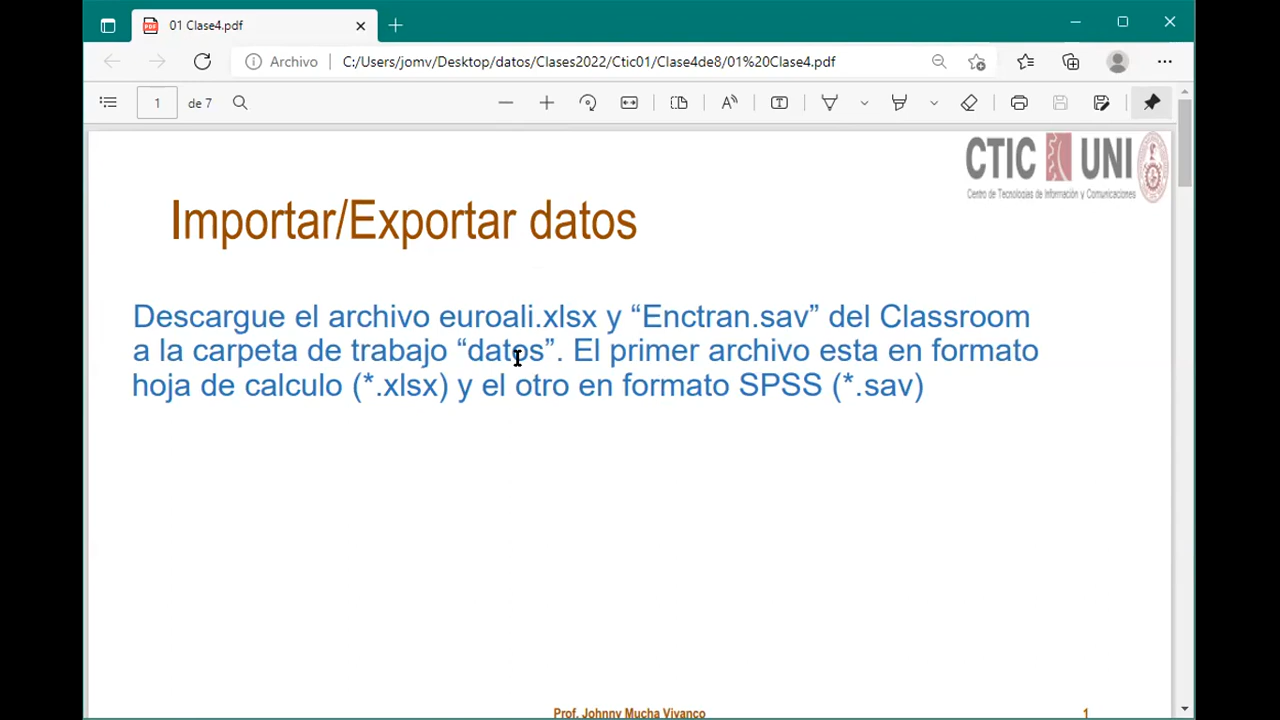 01 Clase4.pdf
Archivo
C:/Users/jomv/Desktop/datos/Clases2022/Ctic01/Clase4de8/01%20Clase4.pdf
1 de 7
CTIC UNI
Centro de Tecnologías de Información y Comunicaciones
Importar/Exportar datos
Descargue el archivo euroali.xlsx y “Enctran.sav” del Classroom
a la carpeta de trabajo “datos”. El primer archivo esta en formato
hoja de calculo (*.xlsx) y el otro en formato SPSS (*.sav)
Prof. Johnny Mucha Vivanco
1